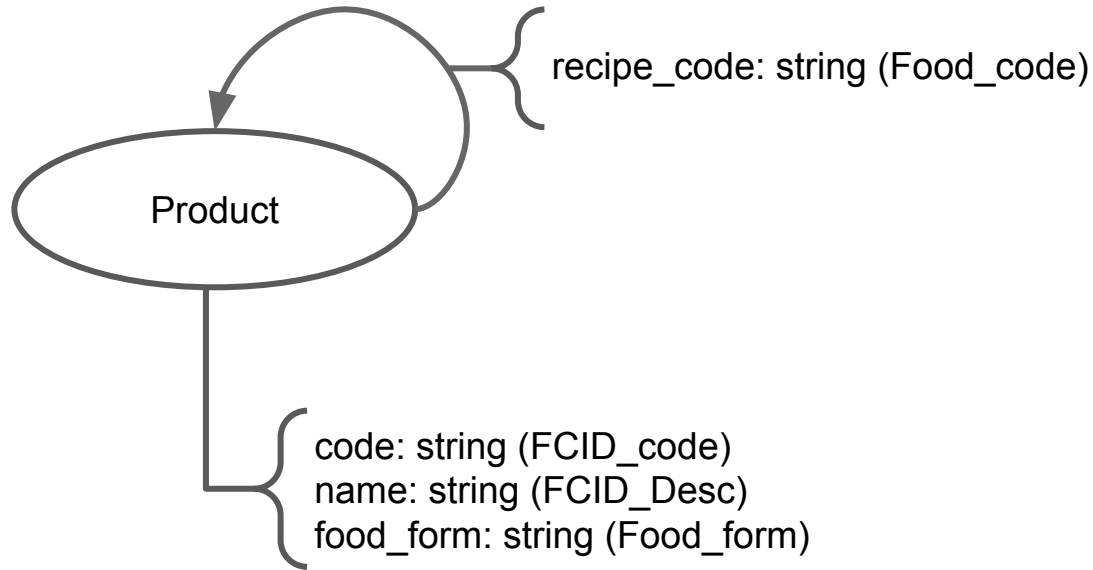 recipe_code: string (Food_code)
Product
code: string (FCID_code)
name: string (FCID_Desc)
food_form: string (Food_form)